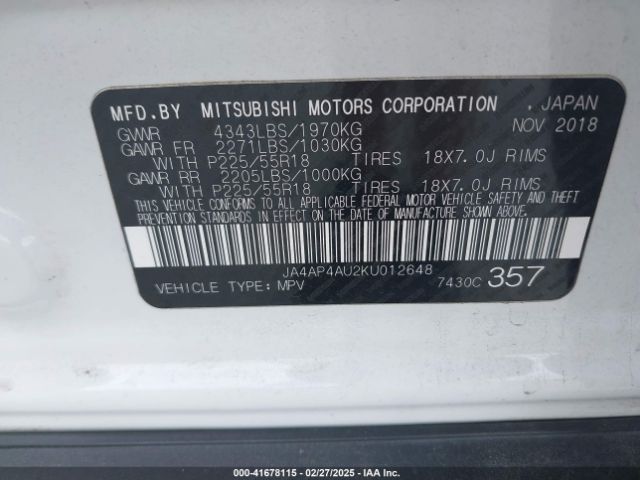 MFD.BY MITSUBISHI MOTORS CORPORATION . JAPAN
GVWR 4343LBS/1970KG NOV 2018
GAWR FR 2271LBS/1030KG
WITH P225/55R18 TIRES 18X7.0J RIMS
GAWR RR 2205LBS/1000KG
WITH P225/55R18 TIRES 18X7.0J RIMS
THIS VEHICLE CONFORMS TO ALL APPLICABLE FEDERAL MOTOR VEHICLE SAFETY AND THEFT
PREVENTION STANDARDS IN EFFECT ON THE DATE OF MANUFACTURE SHOWN ABOVE.
JA4AP4AU2KU012648
VEHICLE TYPE: MPV 7430C 357
000-41678115 | 02/27/2025 | IAA Inc.